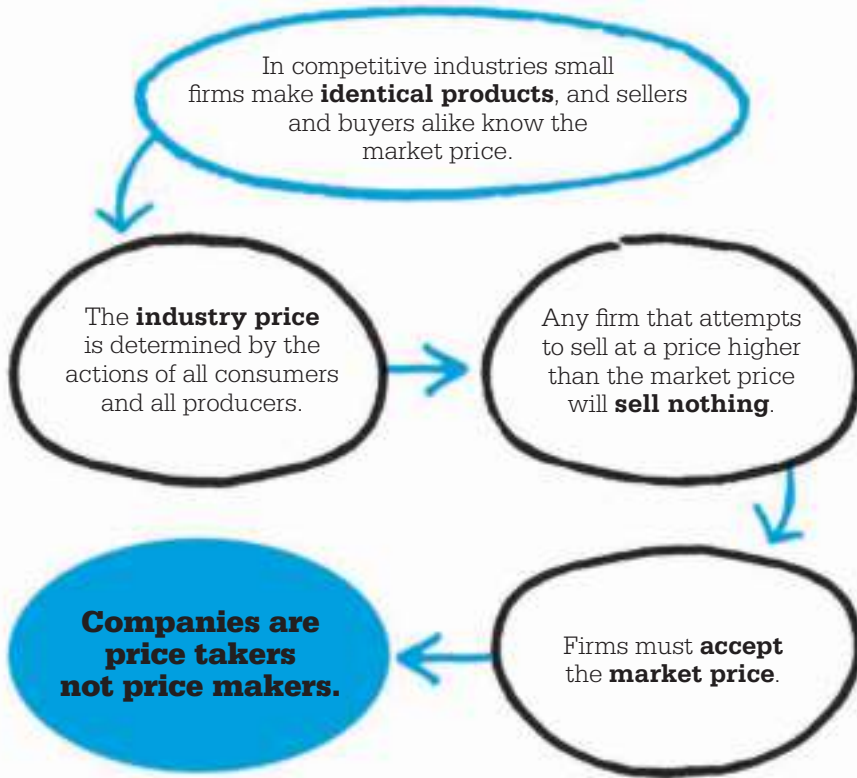 In competitive industries small
firms make identical products, and sellers
and buyers alike know the
market price.
The industry price
is determined by the
actions of all consumers
and all producers.
Any firm that attempts
to sell at a price higher
than the market price
will sell nothing.
Firms must accept
the market price.
Companies are
price takers
not price makers.